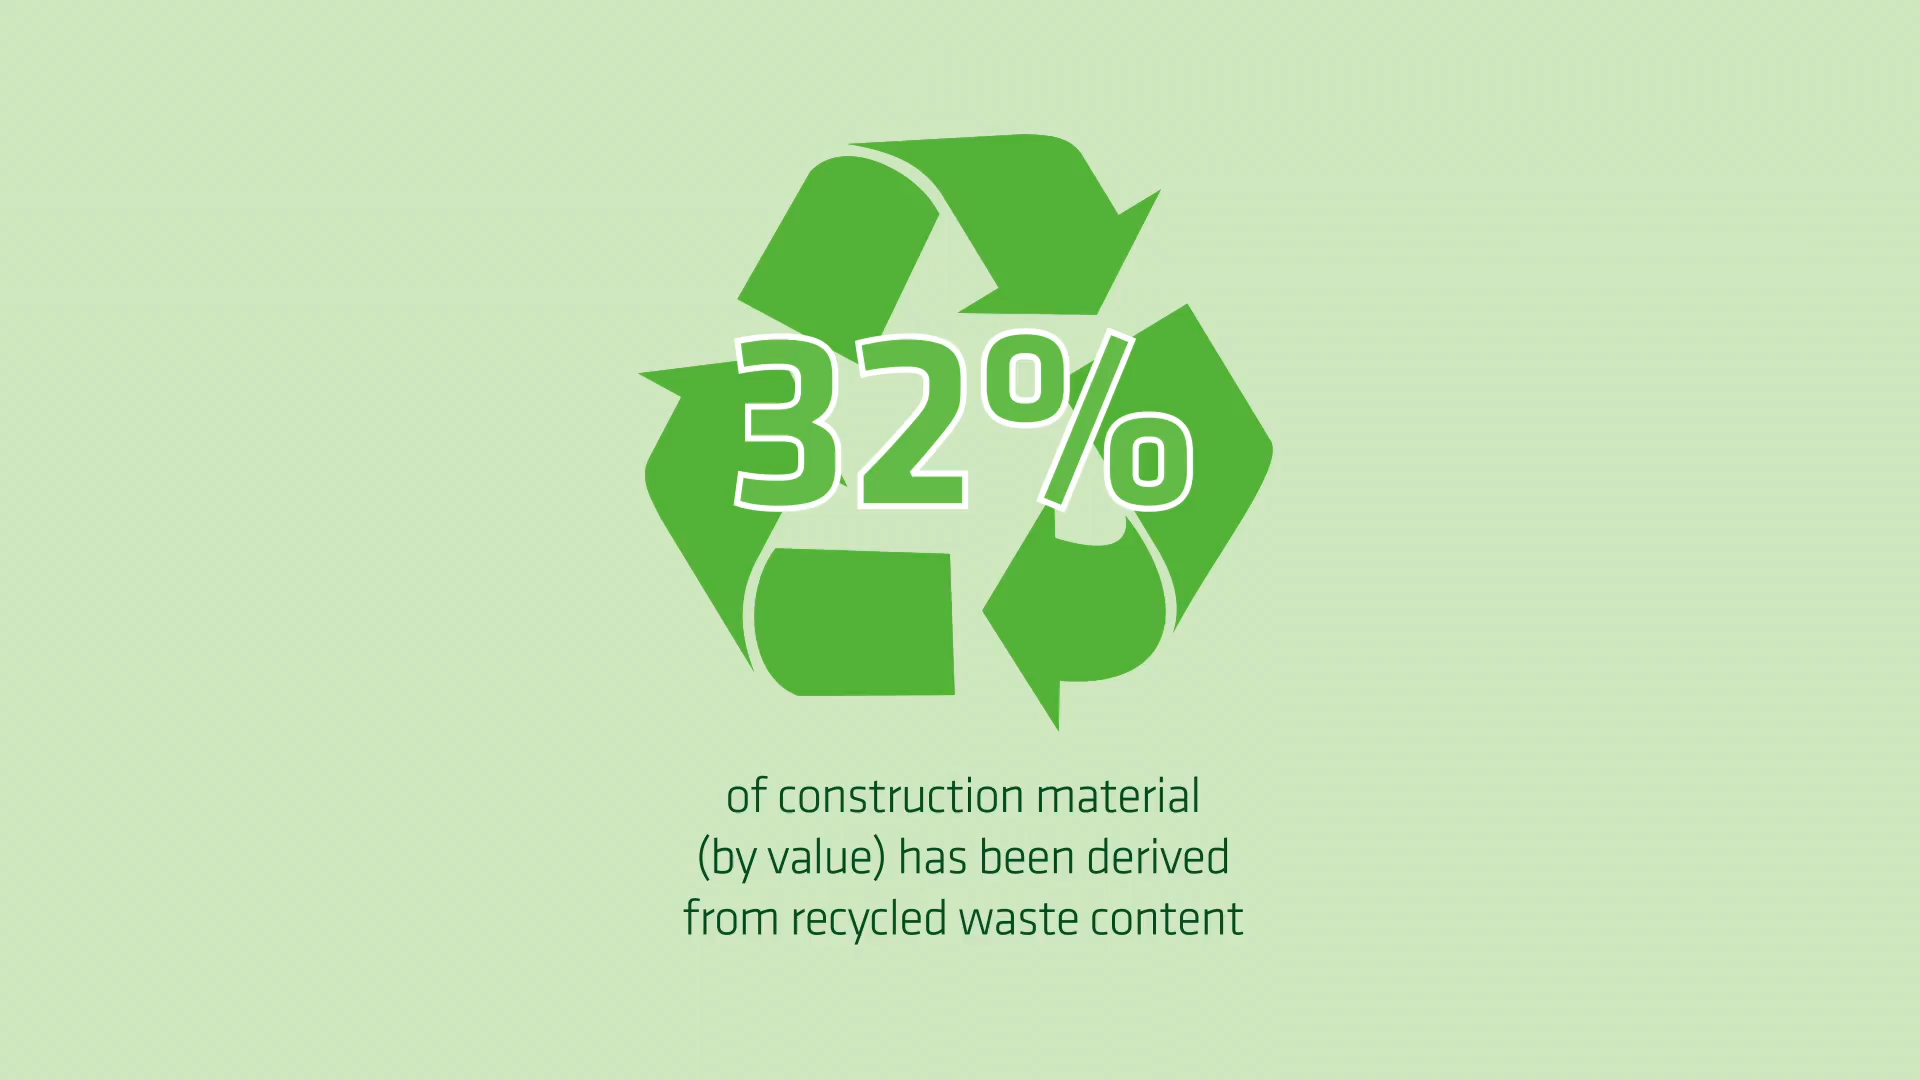 32%
of construction material
(by value) has been derived
from recycled waste content